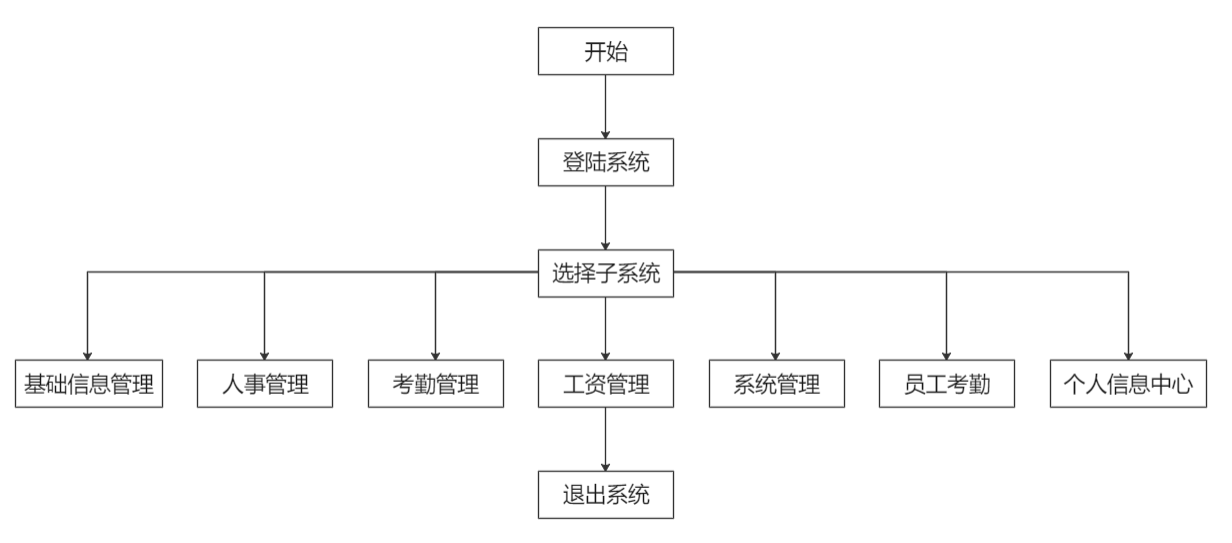 开始
登陆系统
选择子系统
基础信息管理
人事管理
考勤管理
工资管理
系统管理
员工考勤
个人信息中心
退出系统